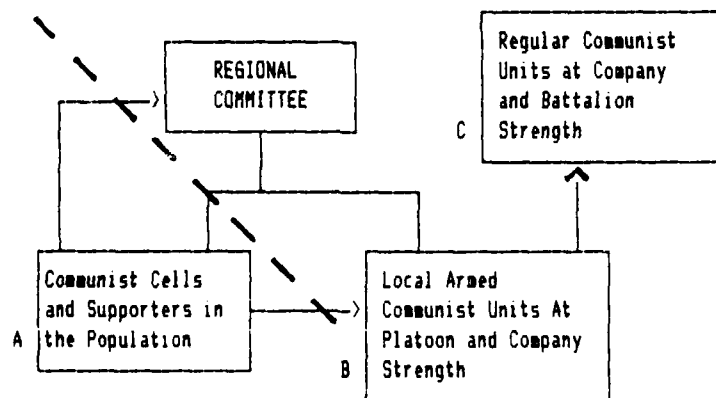 REGIONAL
COMMITTEE
Regular Communist
Units at Company
and Battalion
C Strength
Communist Cells
and Supporters in
A the Population
Local Armed
Communist Units At
Platoon and Company
B Strength